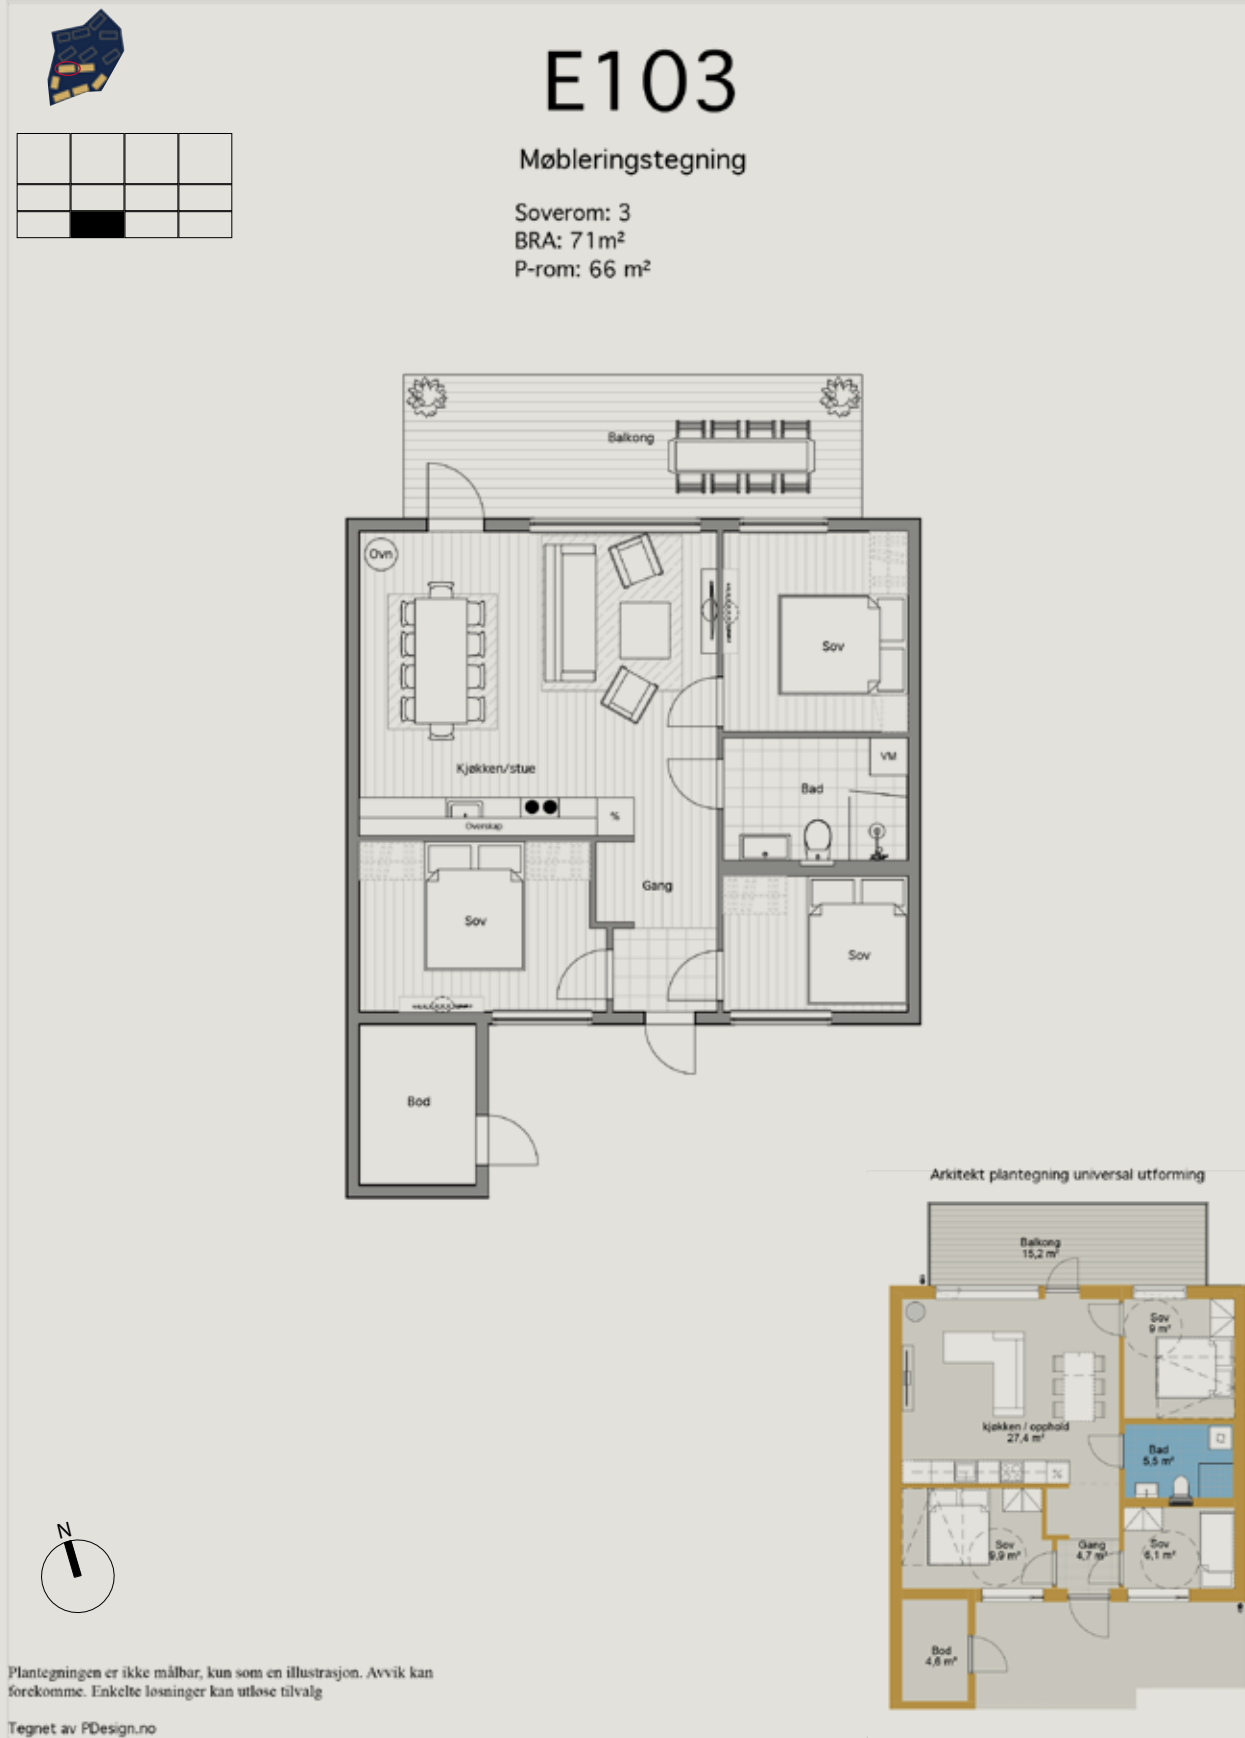 E103
Møbleringstegning
Soverom: 3
BRA: 71m²
P-rom: 66 m²
Balkong
Ovn
Sov
Kjøkken/stue
VM
Bad
%
Overskap
Gang
Sov
Sov
Bod
Arkitekt plantegning universal utforming
Balkong
15,2 m²
Sov
9 m²
kjøkken / opphold
27,4 m²
Bad
5,5 m²
%
Sov
9,9 m²
Gang
4,7 m²
Sov
6,1 m²
Bod
4,6 m²
N
Plantegningen er ikke målbar, kun som en illustrasjon. Avvik kan
forekomme. Enkelte løsninger kan utløse tilvalg
Tegnet av PDesign.no